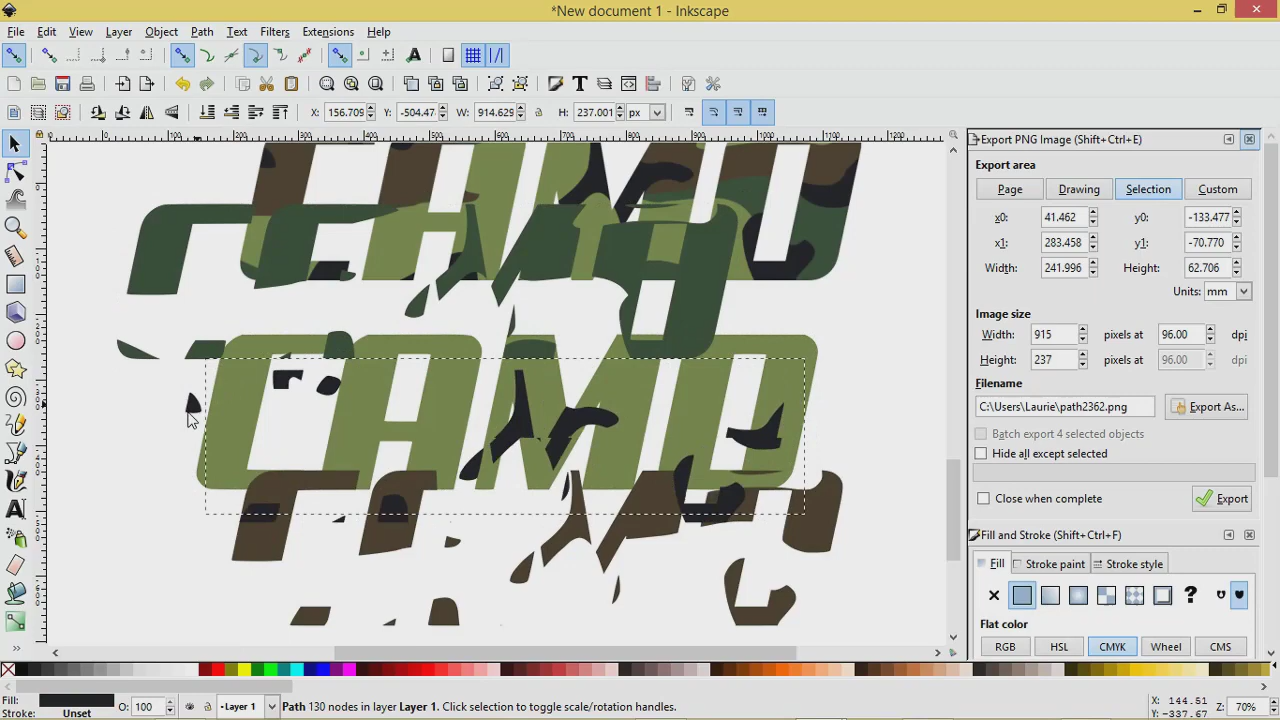 *New document 1 - Inkscape
File Edit View Layer Object Path Text Filters Extensions Help
X: 156.709 Y: -504.47 W: 914.629 H: 237.001 px
Export PNG Image (Shift+Ctrl+E)
Export area
Page Drawing Selection Custom
x0: 41.462 y0: -133.477
x1: 283.458 y1: -70.770
Width: 241.996 Height: 62.706
Units: mm
Image size
Width: 915 pixels at 96.00 dpi
Height: 237 pixels at 96.00
Filename
C:\Users\Laurie\path2362.png Export As...
Batch export 4 selected objects
Hide all except selected
Close when complete Export
Fill and Stroke (Shift+Ctrl+F)
Fill Stroke paint Stroke style
Flat color
RGB HSL CMYK Wheel CMS
CAMO
CAMO
Fill: O: 100 Layer 1 Path 130 nodes in layer Layer 1. Click selection to toggle scale/rotation handles. X: 144.51 Z: 70%
Stroke: Unset Y: -337.67